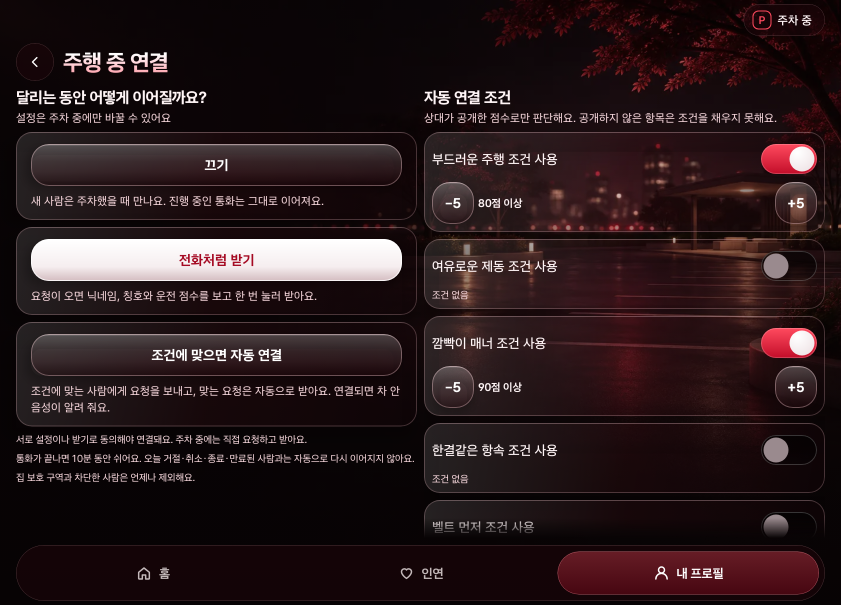 P 주차 중
주행 중 연결
달리는 동안 어떻게 이어질까요?
설정은 주차 중에만 바꿀 수 있어요
끄기
새 사람은 주차했을 때 만나요. 진행 중인 통화는 그대로 이어져요.
전화처럼 받기
요청이 오면 닉네임, 칭호와 운전 점수를 보고 한 번 눌러 받아요.
조건에 맞으면 자동 연결
조건에 맞는 사람에게 요청을 보내고, 맞는 요청은 자동으로 받아요. 연결되면 차 안
음성이 알려 줘요.
서로 설정이나 받기로 동의해야 연결돼요. 주차 중에는 직접 요청하고 받아요.
통화가 끝나면 10분 동안 쉬어요. 오늘 거절·취소·종료·만료된 사람과는 자동으로 다시 이어지지 않아요.
집 보호 구역과 차단한 사람은 언제나 제외해요.
자동 연결 조건
상대가 공개한 점수로만 판단해요. 공개하지 않은 항목은 조건을 채우지 못해요.
부드러운 주행 조건 사용
−5 80점 이상 +5
여유로운 제동 조건 사용
조건 없음
깜빡이 매너 조건 사용
−5 90점 이상 +5
한결같은 항속 조건 사용
조건 없음
벨트 먼저 조건 사용
홈 인연 내 프로필